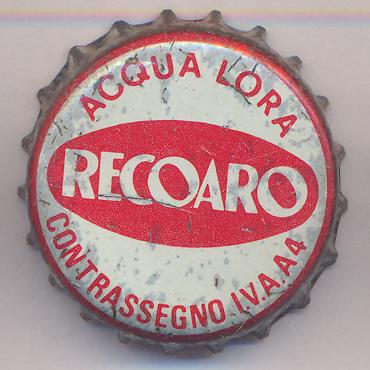 ACQUA LORA
RECOARO
CONTRASSEGNO I.V.A. A4